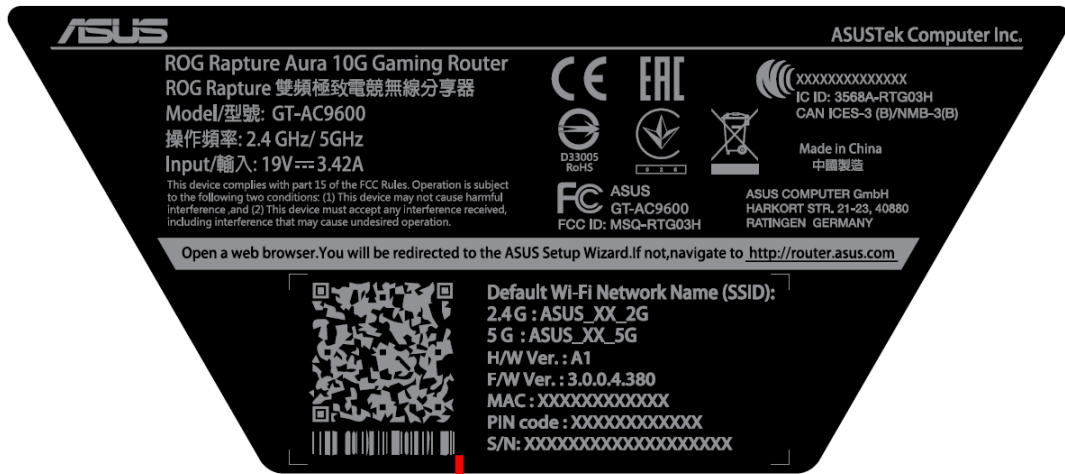 ASUS
ASUSTek Computer Inc.
ROG Rapture Aura 10G Gaming Router
ROG Rapture 雙頻極致電競無線分享器
Model/型號: GT-AC9600
操作頻率: 2.4 GHz/ 5GHz
Input/輸入: 19V⎓ 3.42A
This device complies with part 15 of the FCC Rules. Operation is subject
to the following two conditions: (1) This device may not cause harmful
interference ,and (2) This device must accept any interference received,
including interference that may cause undesired operation.
CE
EAC
XXXXXXXXXXXXXX
IC ID: 3568A-RTG03H
CAN ICES-3 (B)/NMB-3(B)
D33005
RoHS
028
Made in China
中國製造
FC ASUS
GT-AC9600
FCC ID: MSQ-RTG03H
ASUS COMPUTER GmbH
HARKORT STR. 21-23, 40880
RATINGEN GERMANY
Open a web browser.You will be redirected to the ASUS Setup Wizard.If not,navigate to http://router.asus.com
Default Wi-Fi Network Name (SSID):
2.4 G : ASUS_XX_2G
5 G : ASUS_XX_5G
H/W Ver. : A1
F/W Ver. : 3.0.0.4.380
MAC : XXXXXXXXXXXX
PIN code : XXXXXXXXXXXX
S/N: XXXXXXXXXXXXXXXXXXX